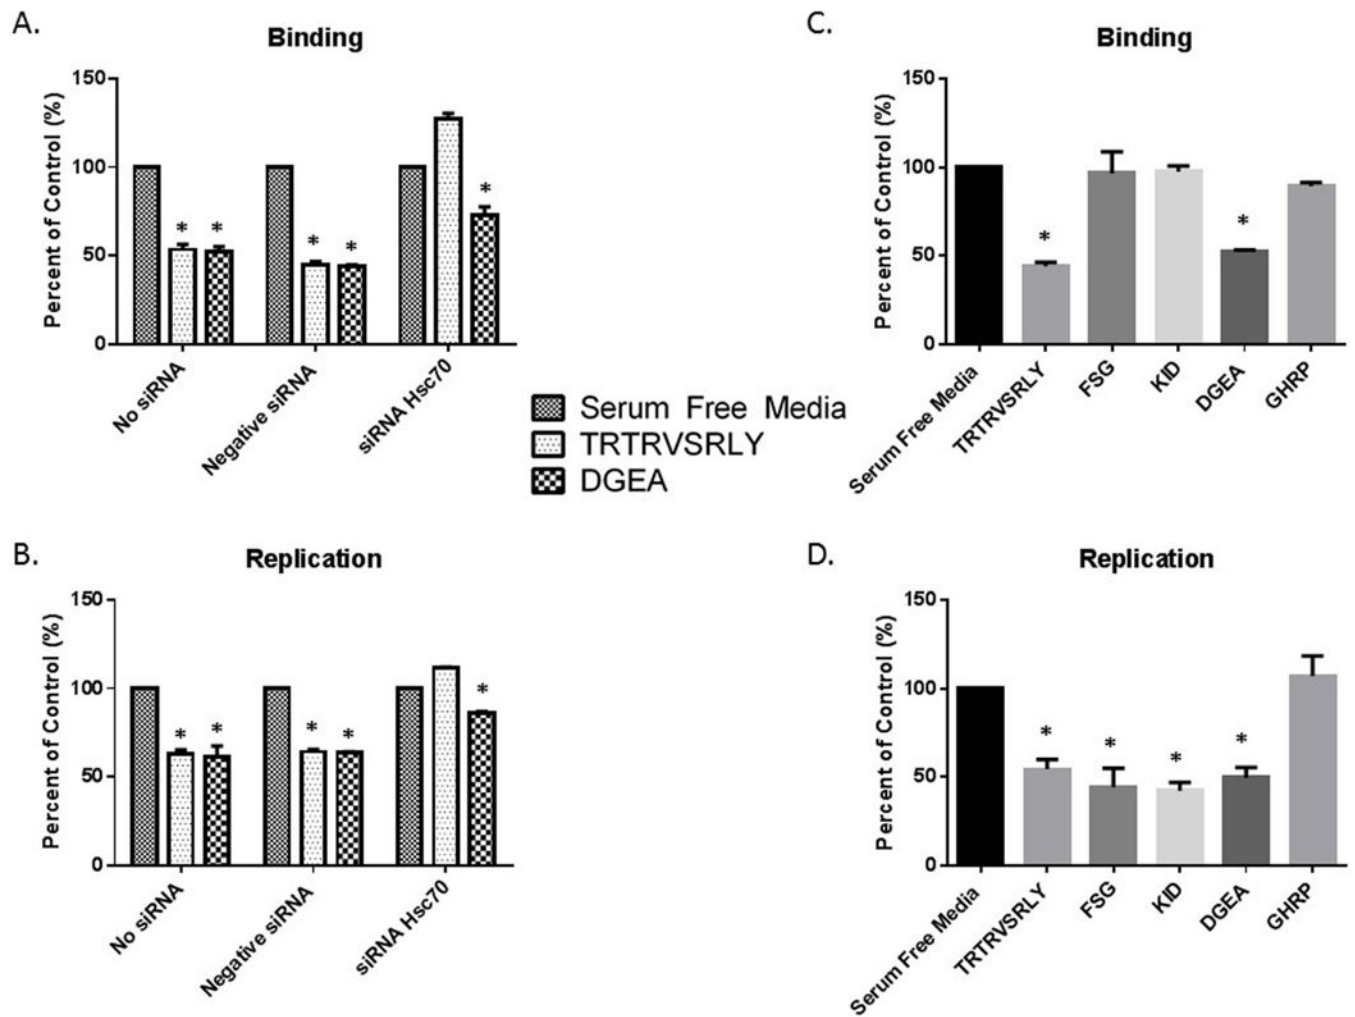 A.
Binding
Percent of Control (%)
150
100
50
0
* * * * *
No siRNA
Negative siRNA
siRNA Hsc70
C.
Binding
Percent of Control (%)
150
100
50
0
* *
Serum Free Media
TRTRVSRLY
FSG
KID
DGEA
GHRP
Serum Free Media
TRTRVSRLY
DGEA
B.
Replication
Percent of Control (%)
150
100
50
0
* * * * *
No siRNA
Negative siRNA
siRNA Hsc70
D.
Replication
Percent of Control (%)
150
100
50
0
* * * *
Serum Free Media
TRTRVSRLY
FSG
KID
DGEA
GHRP